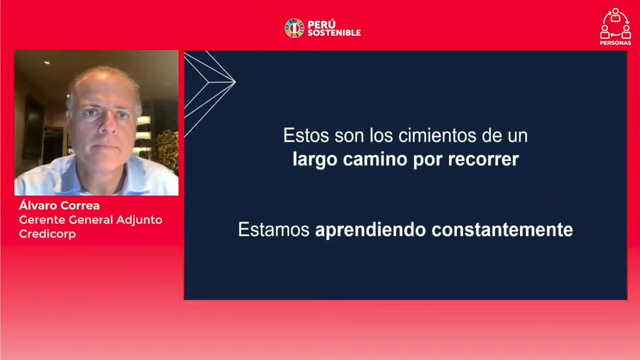 PERÚ
SOSTENIBLE
PERSONAS
Estos son los cimientos de un
largo camino por recorrer
Estamos aprendiendo constantemente
Álvaro Correa
Gerente General Adjunto
Credicorp